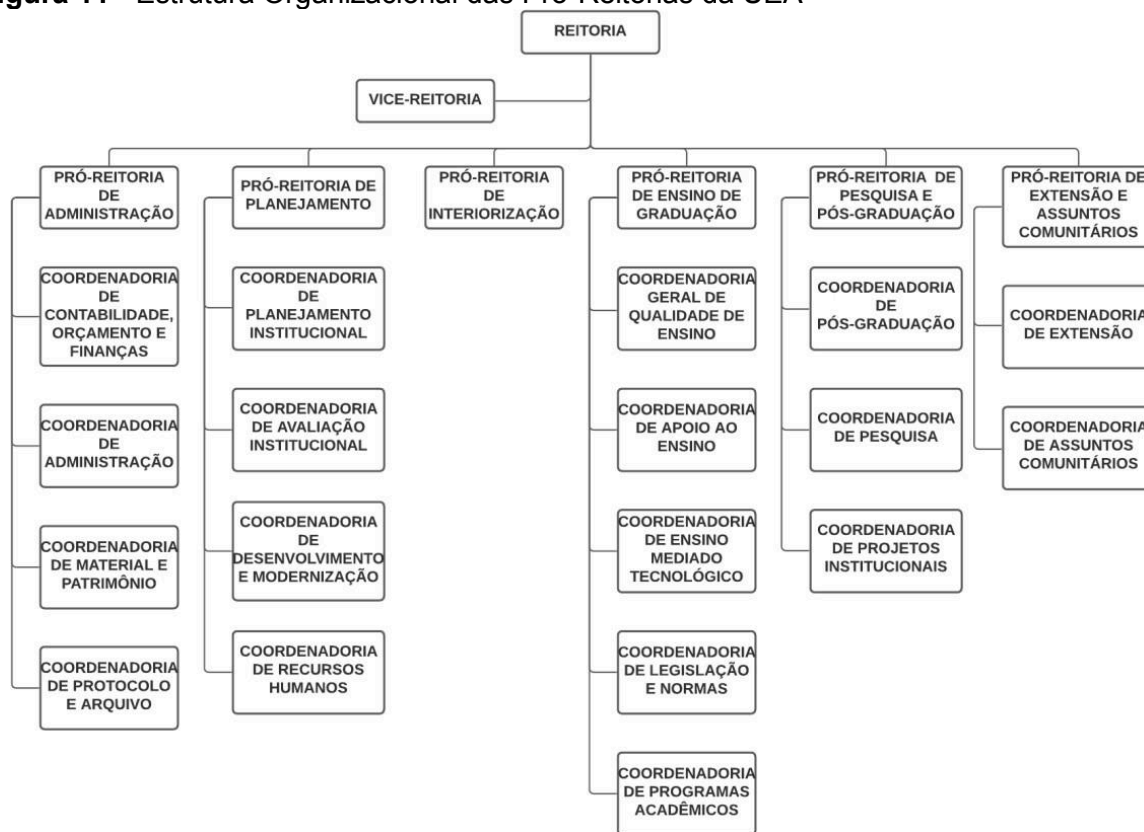 gura 11 - Estrutura Organizacional das Pró-Reitorias da UEA
REITORIA
VICE-REITORIA
PRÓ-REITORIA
DE
ADMINISTRAÇÃO
PRÓ-REITORIA DE
PLANEJAMENTO
PRÓ-REITORIA
DE
INTERIORIZAÇÃO
PRÓ-REITORIA
DE ENSINO DE
GRADUAÇÃO
PRÓ-REITORIA DE
PESQUISA E
PÓS-GRADUAÇÃO
PRÓ-REITORIA DE
EXTENSÃO E
ASSUNTOS
COMUNITÁRIOS
COORDENADORIA
DE
CONTABILIDADE,
ORÇAMENTO E
FINANÇAS
COORDENADORIA
DE
PLANEJAMENTO
INSTITUCIONAL
COORDENADORIA
GERAL DE
QUALIDADE DE
ENSINO
COORDENADORIA
DE
PÓS-GRADUAÇÃO
COORDENADORIA
DE EXTENSÃO
COORDENADORIA
DE
ADMINISTRAÇÃO
COORDENADORIA
DE AVALIAÇÃO
INSTITUCIONAL
COORDENADORIA
DE APOIO AO
ENSINO
COORDENADORIA
DE PESQUISA
COORDENADORIA
DE ASSUNTOS
COMUNITÁRIOS
COORDENADORIA
DE MATERIAL E
PATRIMÔNIO
COORDENADORIA
DE
DESENVOLVIMENTO
E MODERNIZAÇÃO
COORDENADORIA
DE ENSINO
MEDIADO
TECNOLÓGICO
COORDENADORIA
DE PROJETOS
INSTITUCIONAIS
COORDENADORIA
DE PROTOCOLO
E ARQUIVO
COORDENADORIA
DE RECURSOS
HUMANOS
COORDENADORIA
DE LEGISLAÇÃO
E NORMAS
COORDENADORIA
DE PROGRAMAS
ACADÊMICOS